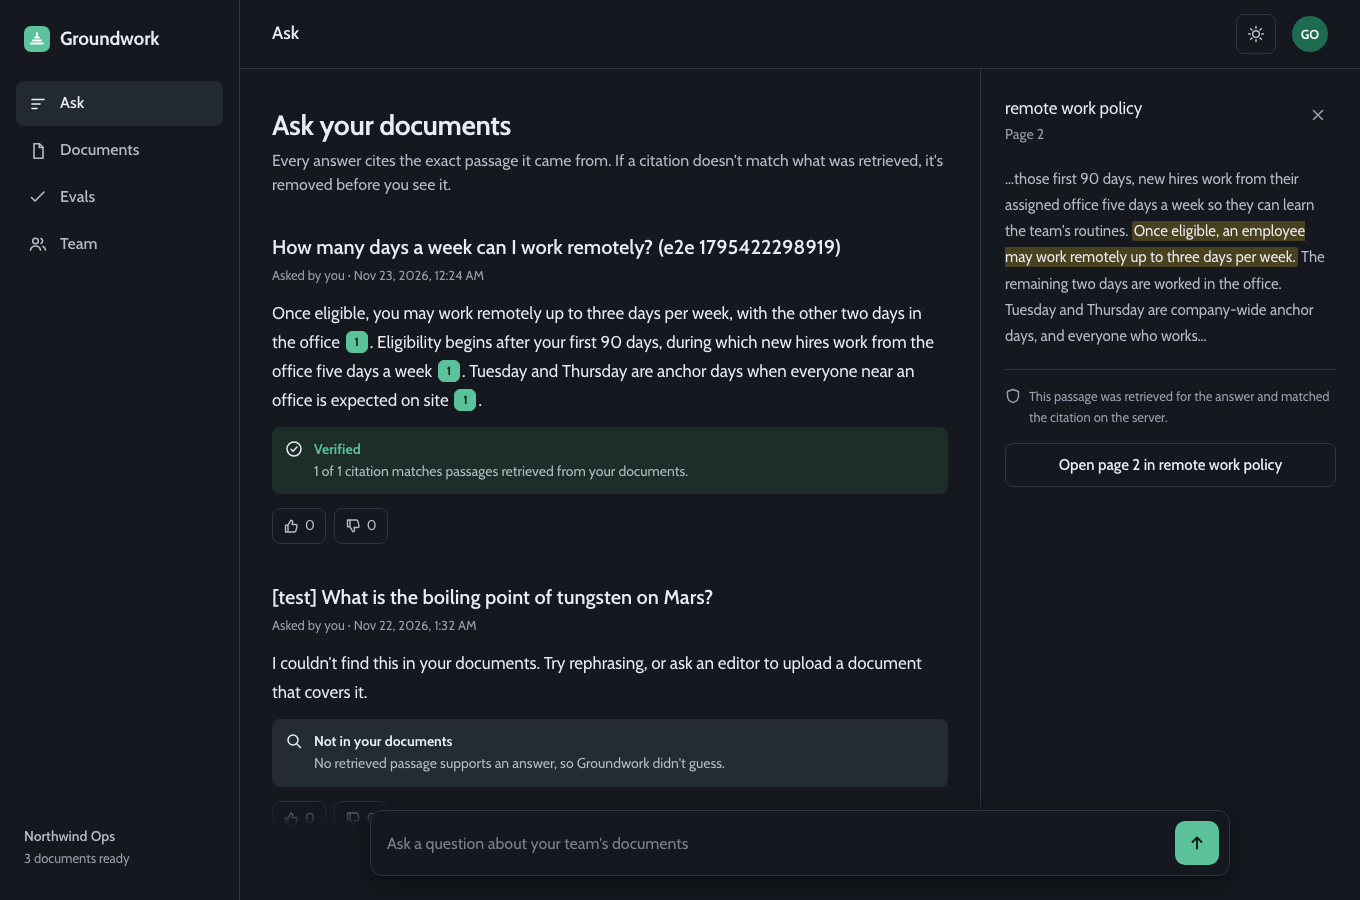 Groundwork
Ask
Documents
Evals
Team
Northwind Ops
3 documents ready
Ask
GO
Ask your documents
Every answer cites the exact passage it came from. If a citation doesn't match what was retrieved, it's
removed before you see it.
How many days a week can I work remotely? (e2e 1795422298919)
Asked by you · Nov 23, 2026, 12:24 AM
Once eligible, you may work remotely up to three days per week, with the other two days in
the office 1. Eligibility begins after your first 90 days, during which new hires work from the
office five days a week 1. Tuesday and Thursday are anchor days when everyone near an
office is expected on site 1.
Verified
1 of 1 citation matches passages retrieved from your documents.
0 0
[test] What is the boiling point of tungsten on Mars?
Asked by you · Nov 22, 2026, 1:32 AM
I couldn't find this in your documents. Try rephrasing, or ask an editor to upload a document
that covers it.
Not in your documents
No retrieved passage supports an answer, so Groundwork didn't guess.
0 0
Ask a question about your team's documents
remote work policy
Page 2
...those first 90 days, new hires work from their
assigned office five days a week so they can learn
the team's routines. Once eligible, an employee
may work remotely up to three days per week. The
remaining two days are worked in the office.
Tuesday and Thursday are company-wide anchor
days, and everyone who works...
This passage was retrieved for the answer and matched
the citation on the server.
Open page 2 in remote work policy